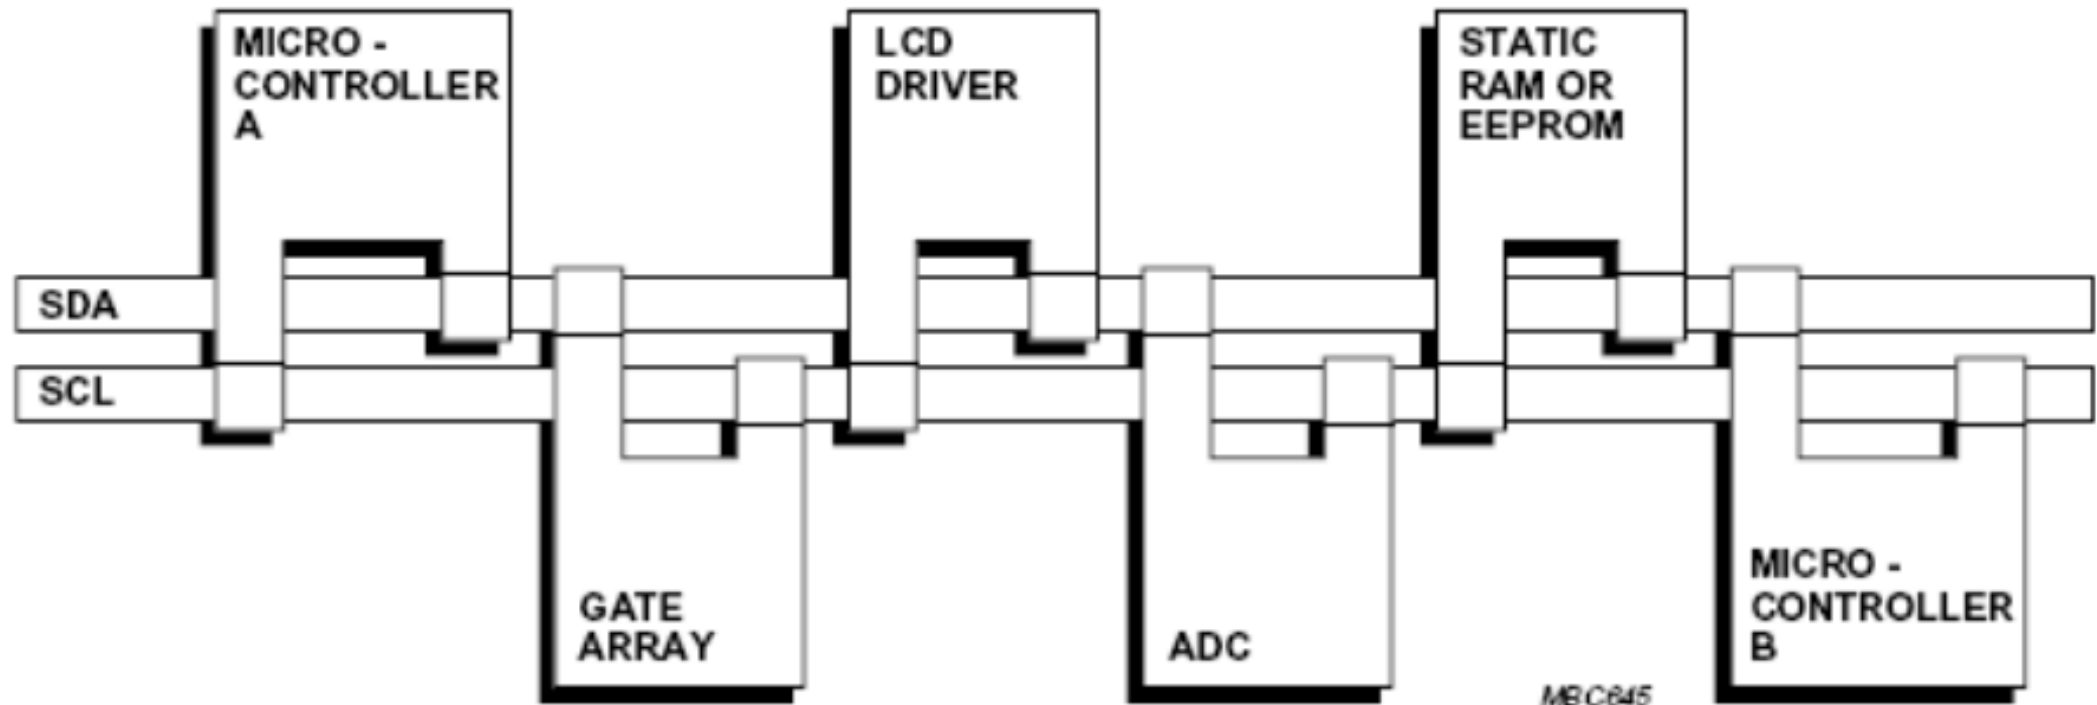 MICRO -
CONTROLLER
A
LCD
DRIVER
STATIC
RAM OR
EEPROM
SDA
SCL
GATE
ARRAY
ADC
MICRO -
CONTROLLER
B
MBC645